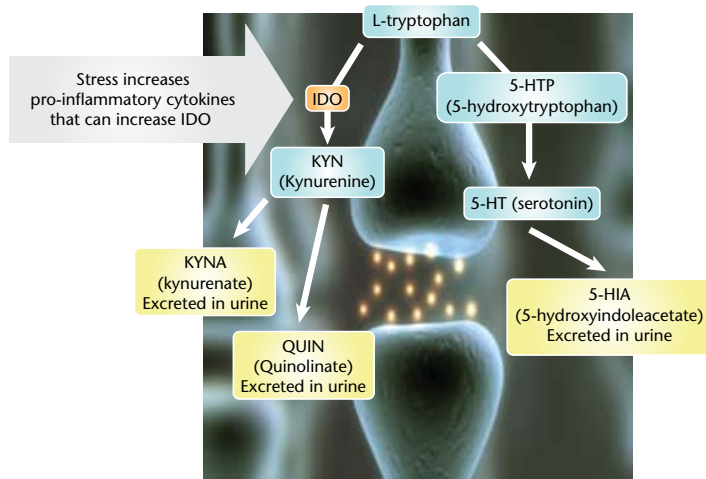 L-tryptophan
Stress increases
pro-inflammatory cytokines
that can increase IDO
IDO
5-HTP
(5-hydroxytryptophan)
KYN
(Kynurenine)
5-HT (serotonin)
KYNA
(kynurenate)
Excreted in urine
5-HIA
(5-hydroxyindoleacetate)
Excreted in urine
QUIN
(Quinolinate)
Excreted in urine